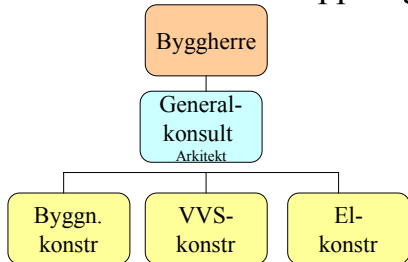 Byggherre
General-
konsult
Arkitekt
Byggn.
konstr
VVS-
konstr
El-
konstr